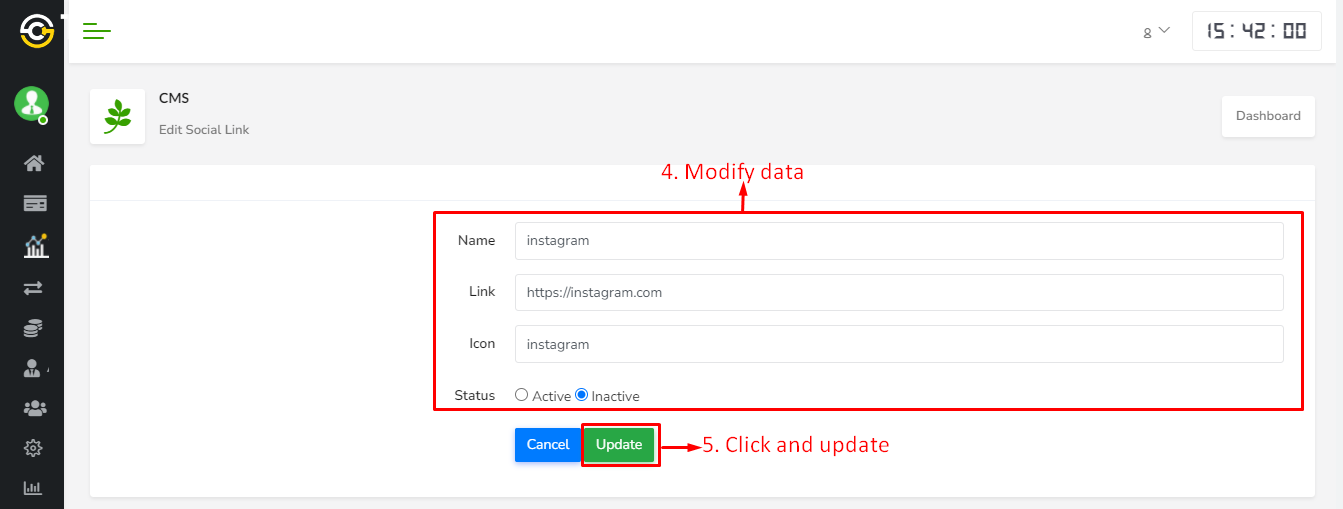 8
15:42:00
CMS
Edit Social Link
Dashboard
4. Modify data
Name
instagram
Link
https://instagram.com
Icon
instagram
Status
Active Inactive
Cancel Update
5. Click and update